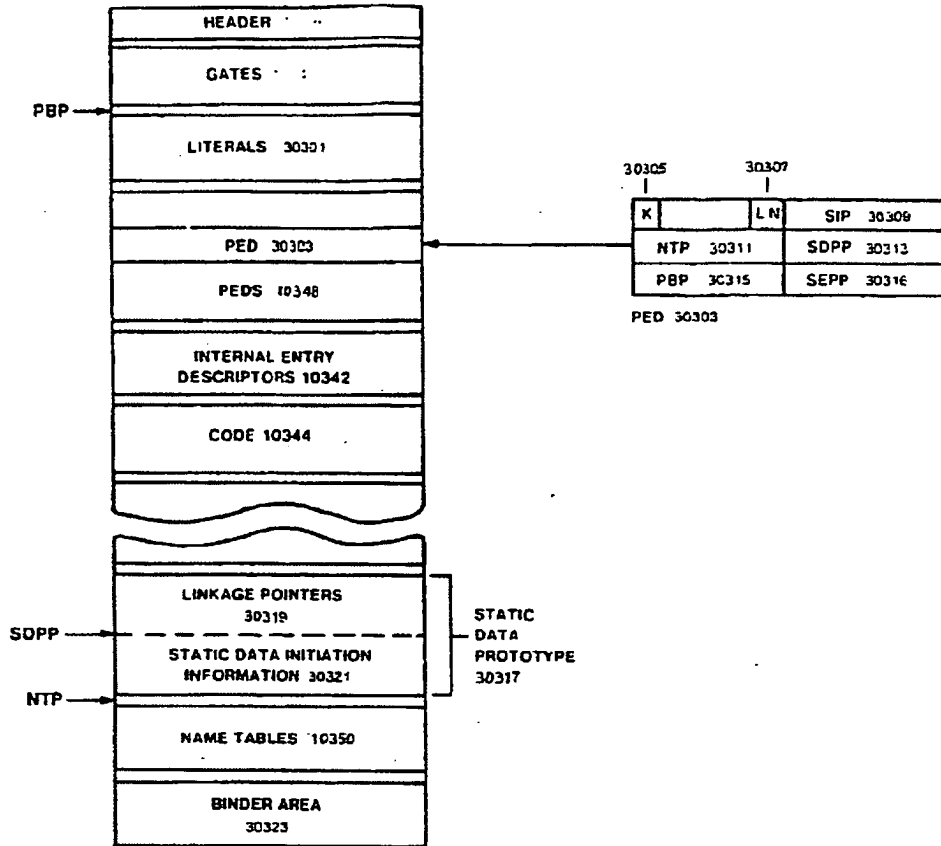 HEADER
GATES
PBP
LITERALS 30301
30305 30307
K LN SIP 30309
PED 30303
NTP 30311 SDPP 30313
PEDS 10348
PBP 30315 SEPP 30316
PED 30303
INTERNAL ENTRY
DESCRIPTORS 10342
CODE 10344
LINKAGE POINTERS
30319
SDPP
STATIC DATA INITIATION
INFORMATION 30321
STATIC
DATA
PROTOTYPE
30317
NTP
NAME TABLES 10350
BINDER AREA
30323